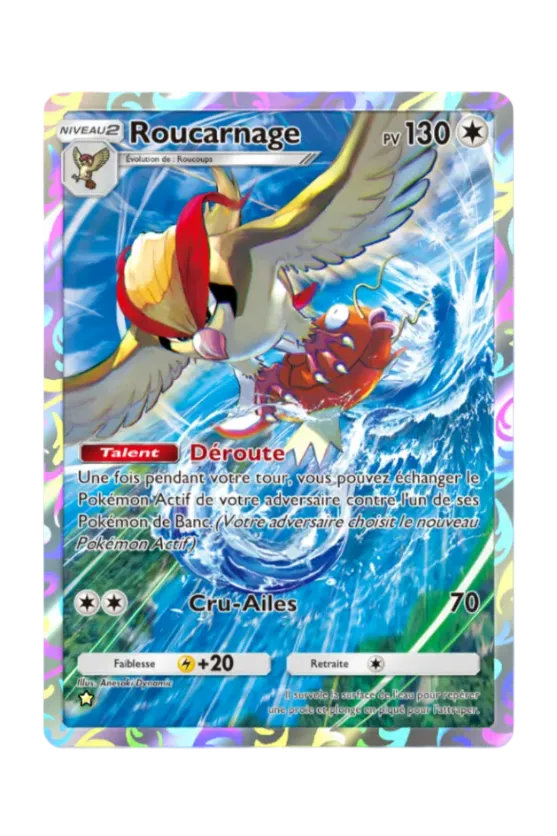 NIVEAU 2 Roucarnage PV 130
Évolution de : Roucoups
Talent Déroute
Une fois pendant votre tour, vous pouvez échanger le
Pokémon Actif de votre adversaire contre l'un de ses
Pokémon de Banc. (Votre adversaire choisit le nouveau
Pokémon Actif.)
Cru-Ailes 70
Faiblesse +20 Retraite
Illus. Anesaki Dynamic
Il survole la surface de l'eau pour repérer
une proie et plonge en piqué pour l'attraper.